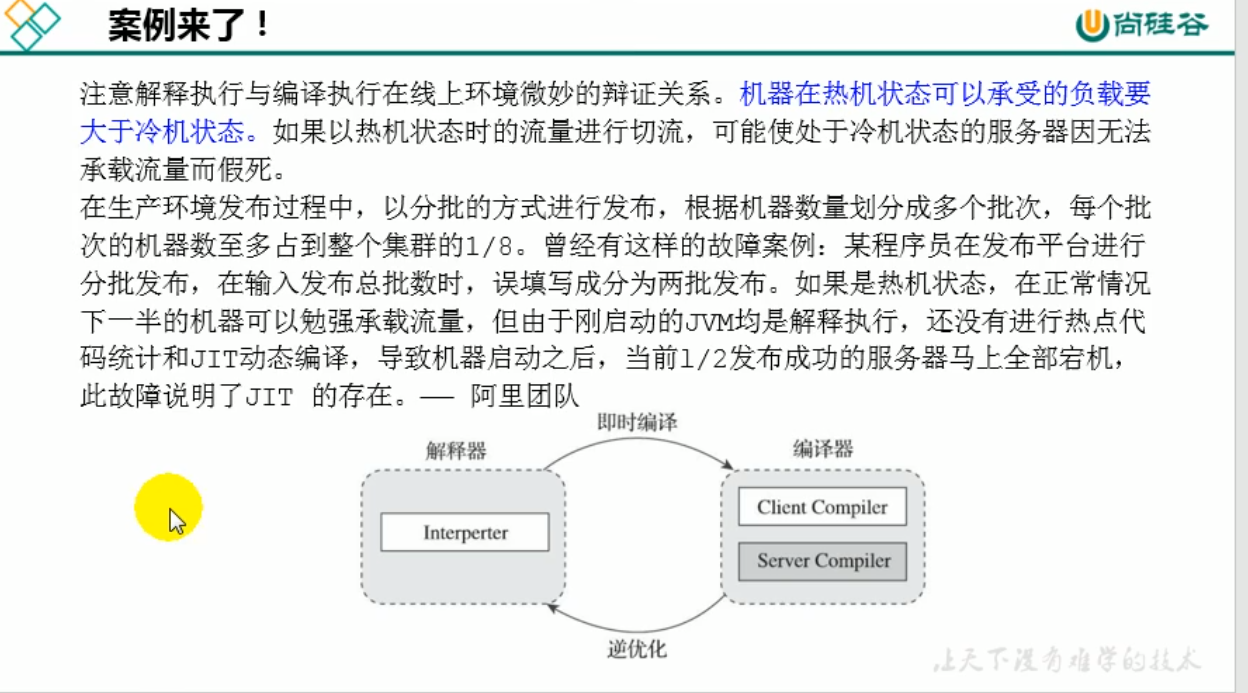 案例来了！
尚硅谷
注意解释执行与编译执行在线上环境微妙的辩证关系。机器在热机状态可以承受的负载要
大于冷机状态。如果以热机状态时的流量进行切流，可能使处于冷机状态的服务器因无法
承载流量而假死。
在生产环境发布过程中，以分批的方式进行发布，根据机器数量划分成多个批次，每个批
次的机器数至多占到整个集群的1/8。曾经有这样的故障案例：某程序员在发布平台进行
分批发布，在输入发布总批数时，误填写成分为两批发布。如果是热机状态，在正常情况
下一半的机器可以勉强承载流量，但由于刚启动的JVM均是解释执行，还没有进行热点代
码统计和JIT动态编译，导致机器启动之后，当前1/2发布成功的服务器马上全部宕机，
此故障说明了JIT 的存在。—— 阿里团队
即时编译
解释器
编译器
Interperter
Client Compiler
Server Compiler
逆优化
让天下没有难学的技术